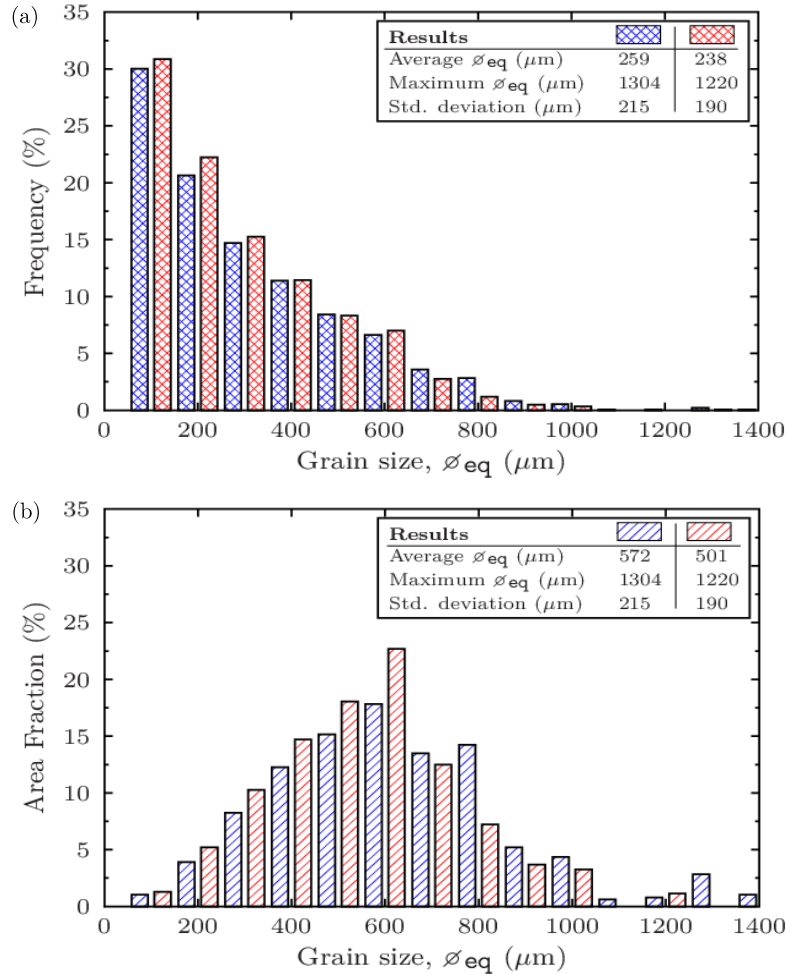 (a)
35
30
25
20
15
10
5
0
Frequency (%)
Results
Average ⌀eq (μm) 259 238
Maximum ⌀eq (μm) 1304 1220
Std. deviation (μm) 215 190
0 200 400 600 800 1000 1200 1400
Grain size, ⌀eq (μm)
(b)
35
30
25
20
15
10
5
0
Area Fraction (%)
Results
Average ⌀eq (μm) 572 501
Maximum ⌀eq (μm) 1304 1220
Std. deviation (μm) 215 190
0 200 400 600 800 1000 1200 1400
Grain size, ⌀eq (μm)